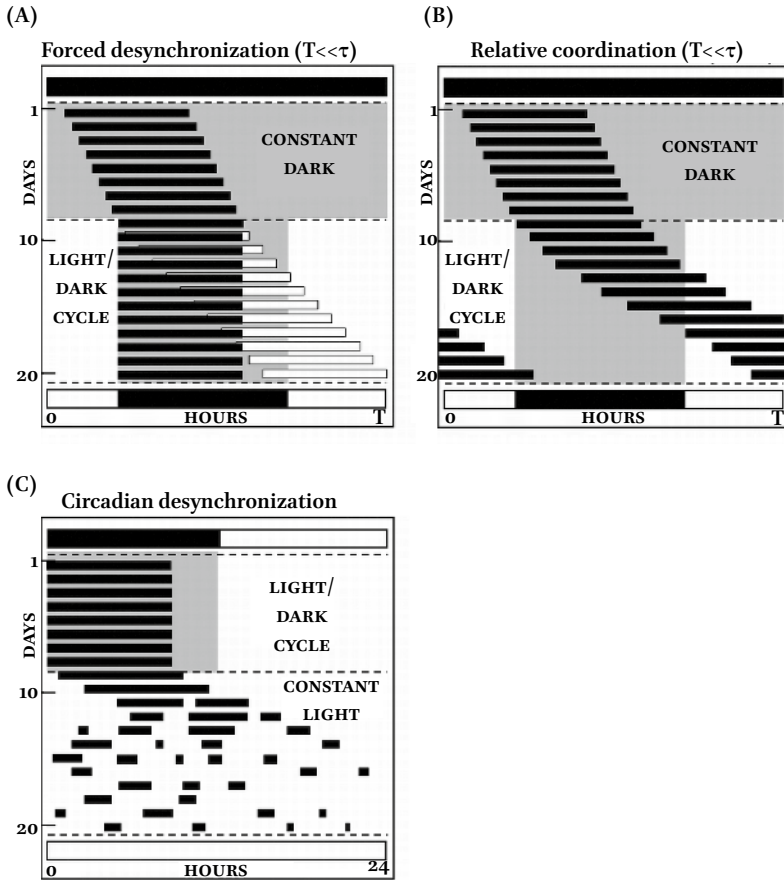 (A)
Forced desynchronization (T<<τ)
1
CONSTANT
DARK
DAYS
10
LIGHT/
DARK
CYCLE
20
0 HOURS T
(B)
Relative coordination (T<<τ)
1
CONSTANT
DARK
DAYS
10
LIGHT/
DARK
CYCLE
20
0 HOURS T
(C)
Circadian desynchronization
1
LIGHT/
DARK
CYCLE
DAYS
10
CONSTANT
LIGHT
20
0 HOURS 24